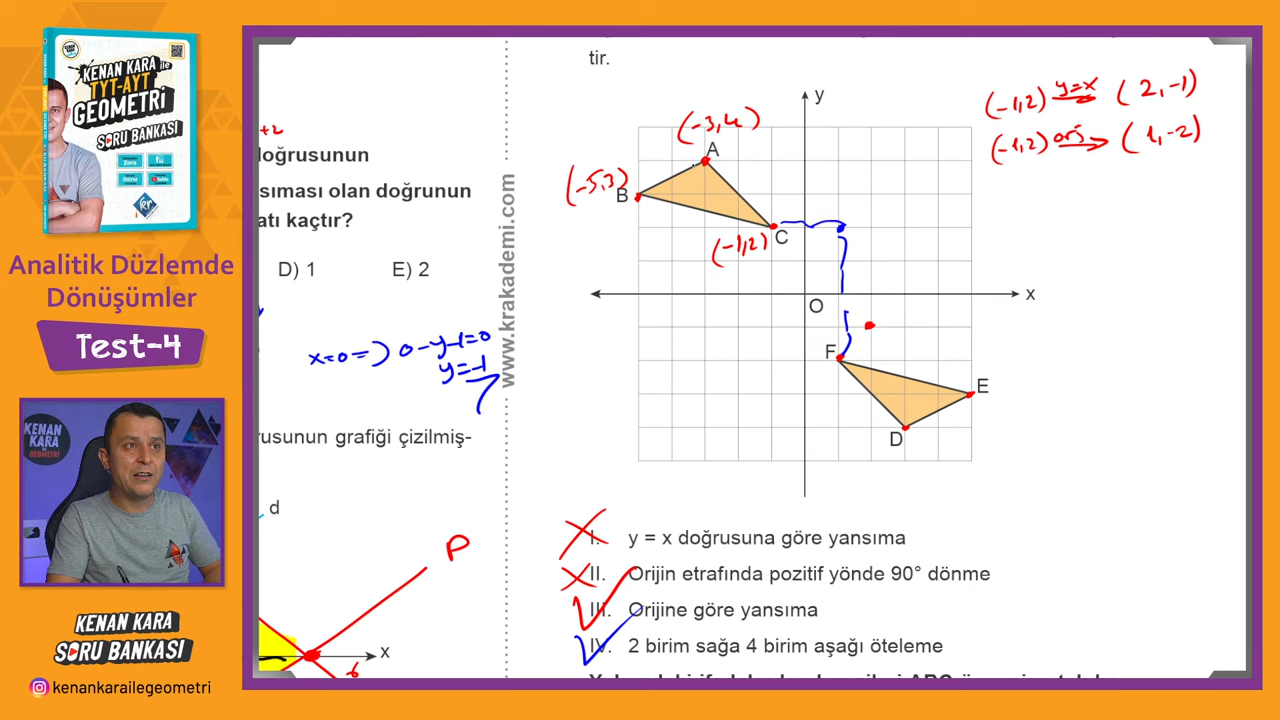 KENAN KARA ile
TYT-AYT
GEOMETRİ
SORU BANKASI
Analitik Düzlemde
Dönüşümler
Test-4
KENAN
KARA
GEOMETRİ
KENAN KARA
SORU BANKASI
kenankarailegeometri
+2
doğrusunun
sıması olan doğrunun
atı kaçtır?
D) 1 E) 2
x=0=) 0-y-1=0
y=-1
rusunun grafiği çizilmiş-
d
P
x
-6
www.krakademi.com
tir.
y
(-1,2) y=x (2,-1)
(-1,2) orj (1,-2)
(-3,4)
A
(-5,3)
B
(-1,2) C
x
O
F
E
D
I. y = x doğrusuna göre yansıma
II. Orijin etrafında pozitif yönde 90° dönme
III. Orijine göre yansıma
IV. 2 birim sağa 4 birim aşağı öteleme